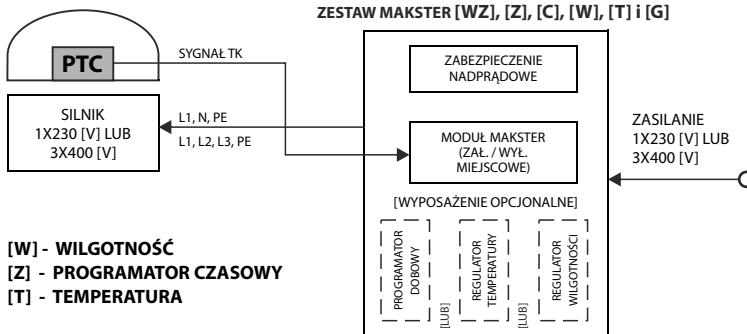 ZESTAW MAKSTER [WZ], [Z], [C], [W], [T] i [G]
PTC
SYGNAŁ TK
SILNIK
1X230 [V] LUB
3X400 [V]
L1, N, PE
L1, L2, L3, PE
ZABEZPIECZENIE
NADPRĄDOWE
MODUŁ MAKSTER
(ZAŁ. / WYŁ.
MIEJSCOWE)
ZASILANIE
1X230 [V] LUB
3X400 [V]
[WYPOSAŻENIE OPCJONALNE]
PROGRAMATOR
DOBOWY
[LUB]
REGULATOR
TEMPERATURY
[LUB]
REGULATOR
WILGOTNOŚCI
[W] - WILGOTNOŚĆ
[Z] - PROGRAMATOR CZASOWY
[T] - TEMPERATURA